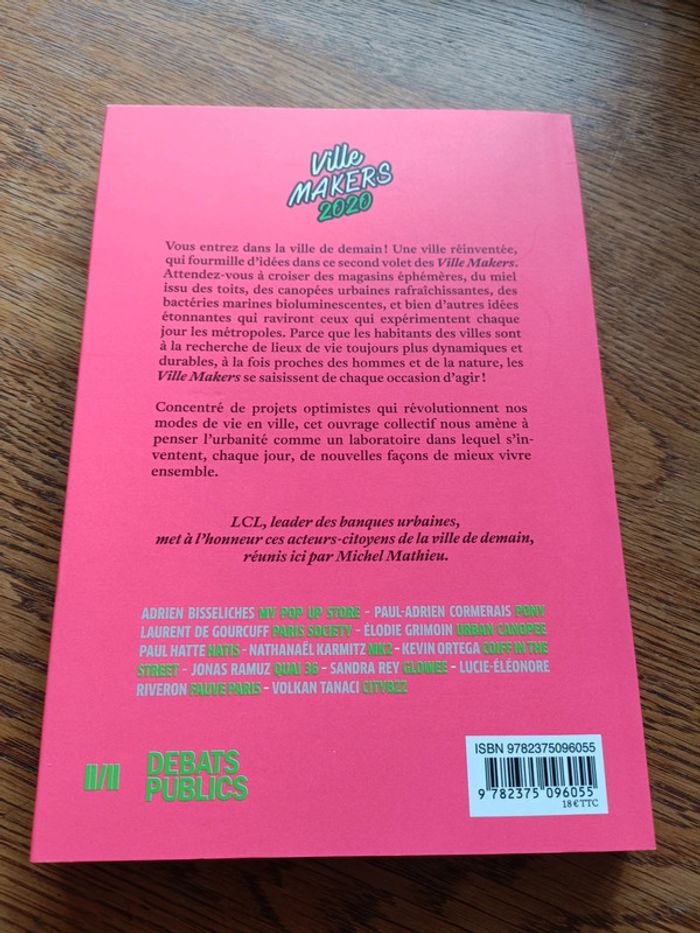 Ville
MAKERS
2020
Vous entrez dans la ville de demain ! Une ville réinventée,
qui fourmille d'idées dans ce second volet des Ville Makers.
Attendez-vous à croiser des magasins éphémères, du miel
issu des toits, des canopées urbaines rafraîchissantes, des
bactéries marines bioluminescentes, et bien d'autres idées
étonnantes qui raviront ceux qui expérimentent chaque
jour les métropoles. Parce que les habitants des villes sont
à la recherche de lieux de vie toujours plus dynamiques et
durables, à la fois proches des hommes et de la nature, les
Ville Makers se saisissent de chaque occasion d'agir !
Concentré de projets optimistes qui révolutionnent nos
modes de vie en ville, cet ouvrage collectif nous amène à
penser l'urbanité comme un laboratoire dans lequel s'in-
ventent, chaque jour, de nouvelles façons de mieux vivre
ensemble.
LCL, leader des banques urbaines,
met à l'honneur ces acteurs-citoyens de la ville de demain,
réunis ici par Michel Mathieu.
ADRIEN BISSELICHES MY POP UP STORE - PAUL-ADRIEN CORMERAIS PONY
LAURENT DE GOURCUFF PARIS SOCIETY - ÉLODIE GRIMOIN URBAN CANOPEE
PAUL HATTE HATIS - NATHANAËL KARMITZ MK2 - KEVIN ORTEGA COIFF IN THE
STREET - JONAS RAMUZ QUAI 36 - SANDRA REY GLOWEE - LUCIE-ÉLÉONORE
RIVERON FAUVE PARIS - VOLKAN TANACI CITYBZZ
DEBATS
PUBLICS
ISBN 9782375096055
9 782375 096055
18 € TTC